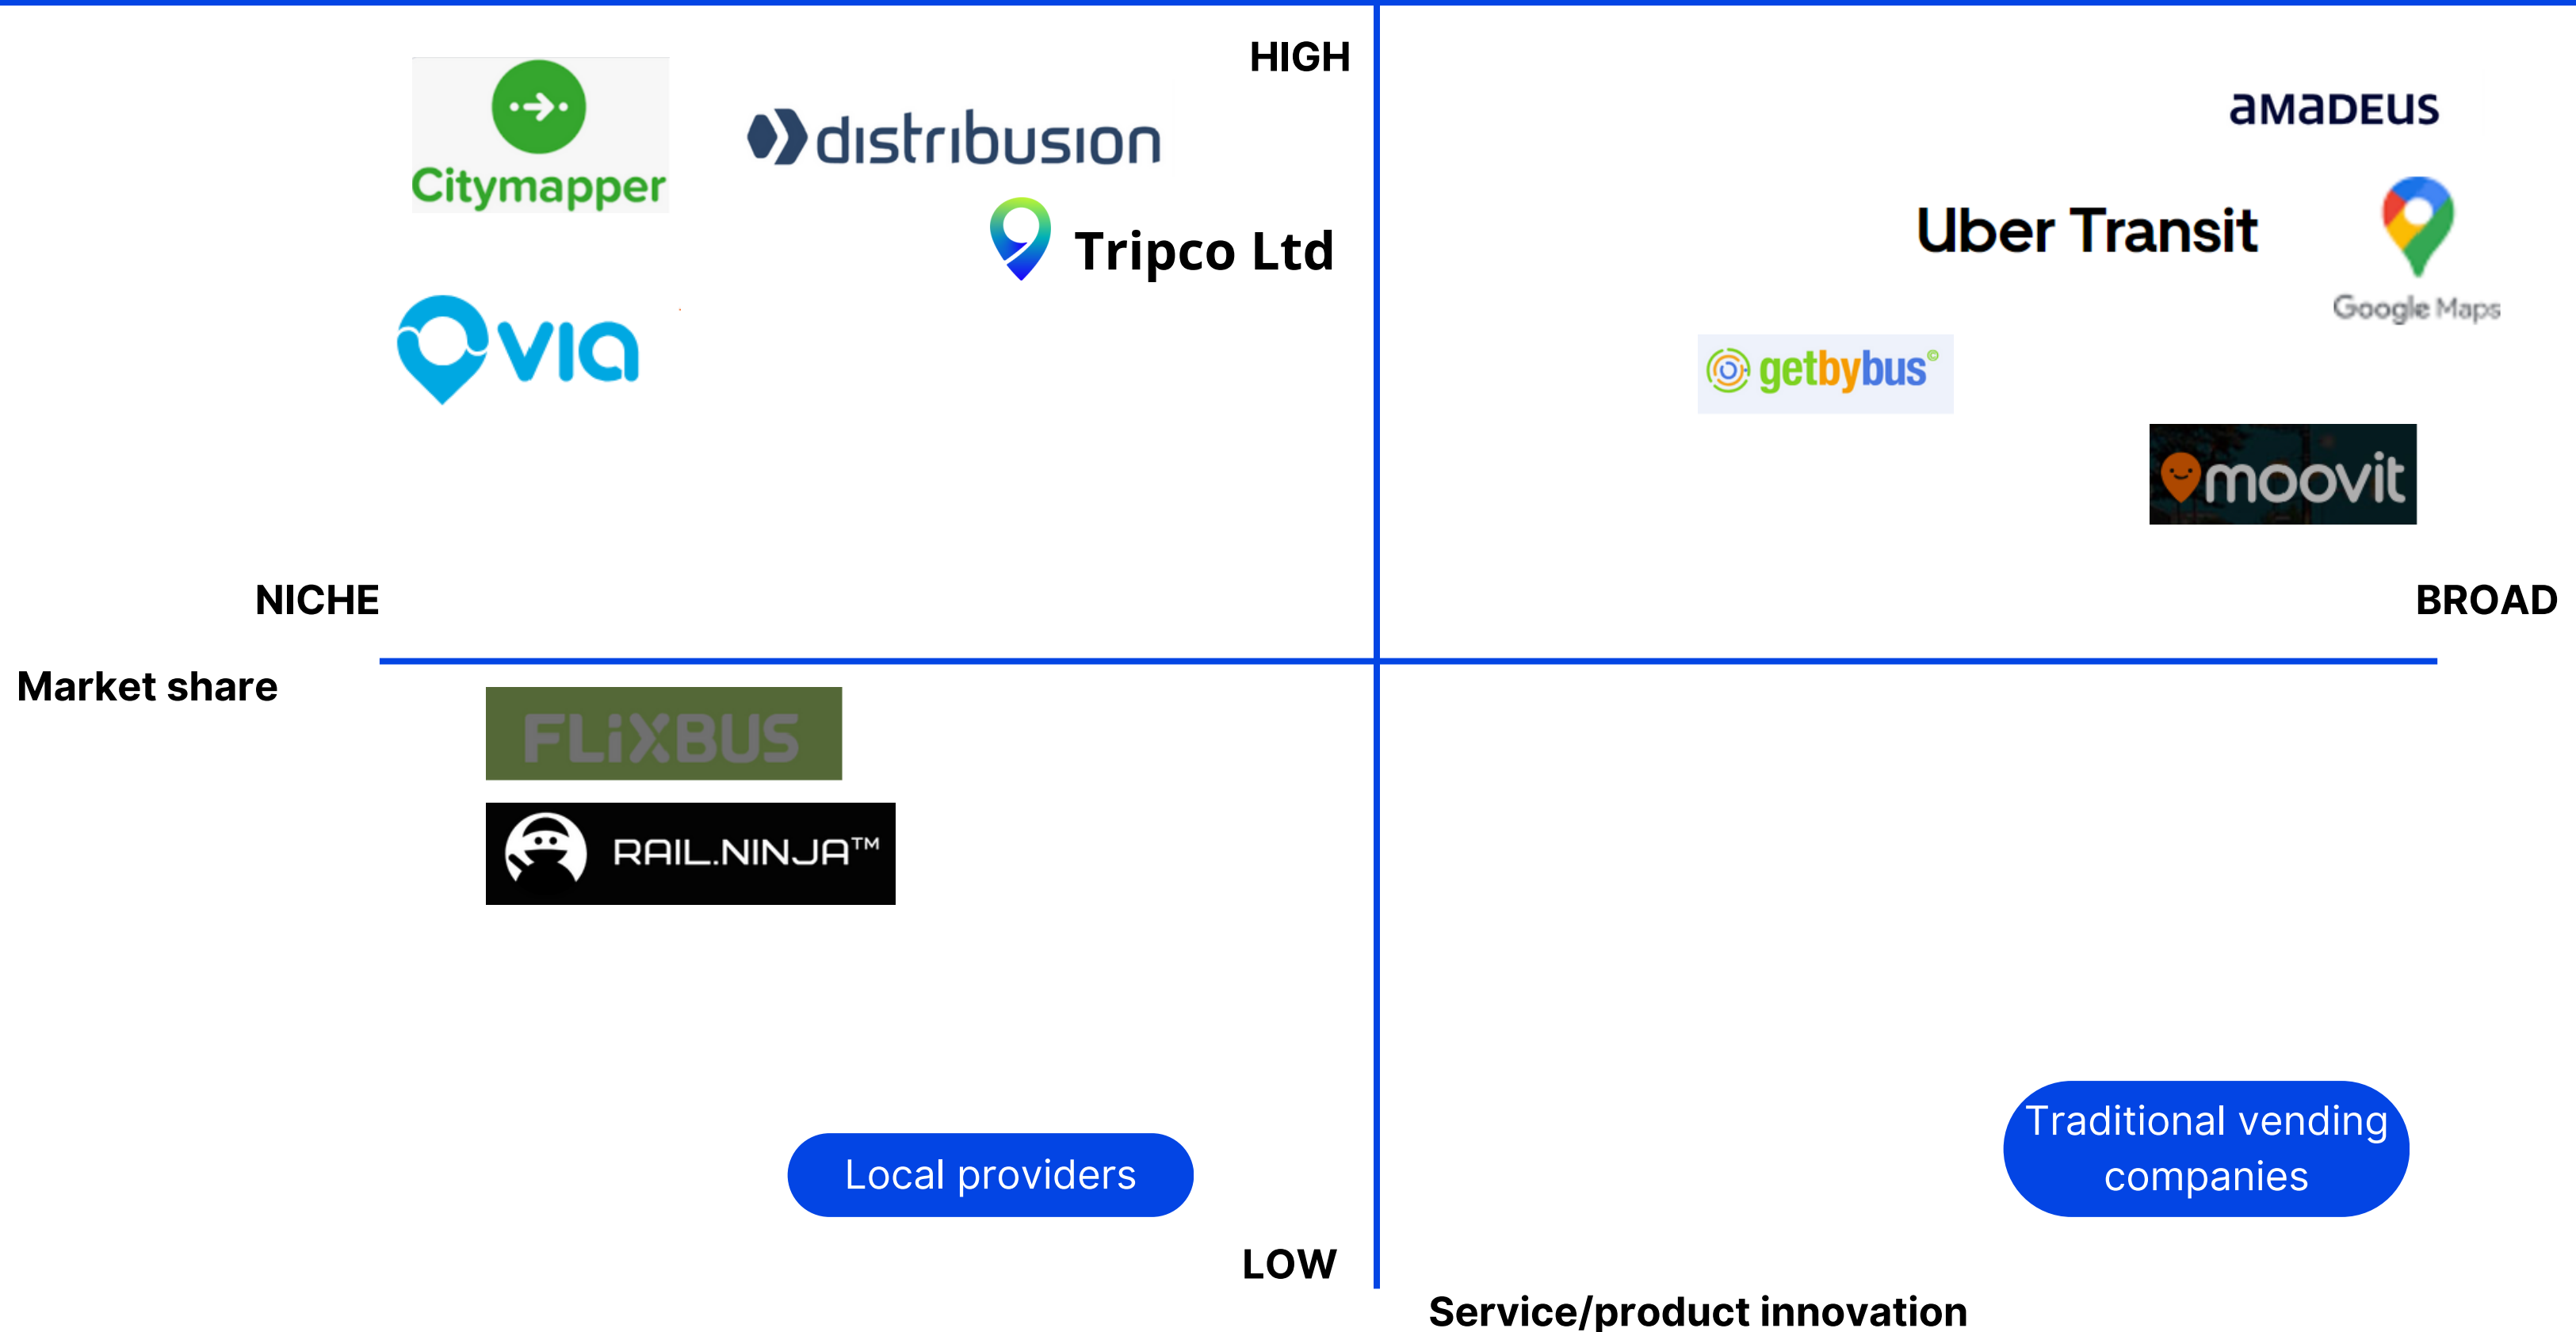 HIGH
Citymapper
distribusion
Tripco Ltd
via
aMaDEUS
Uber Transit
Google Maps
getbybus©
moovit
NICHE
BROAD
Market share
FLiXBUS
RAIL.NINJA™
Local providers
Traditional vending
companies
LOW
Service/product innovation